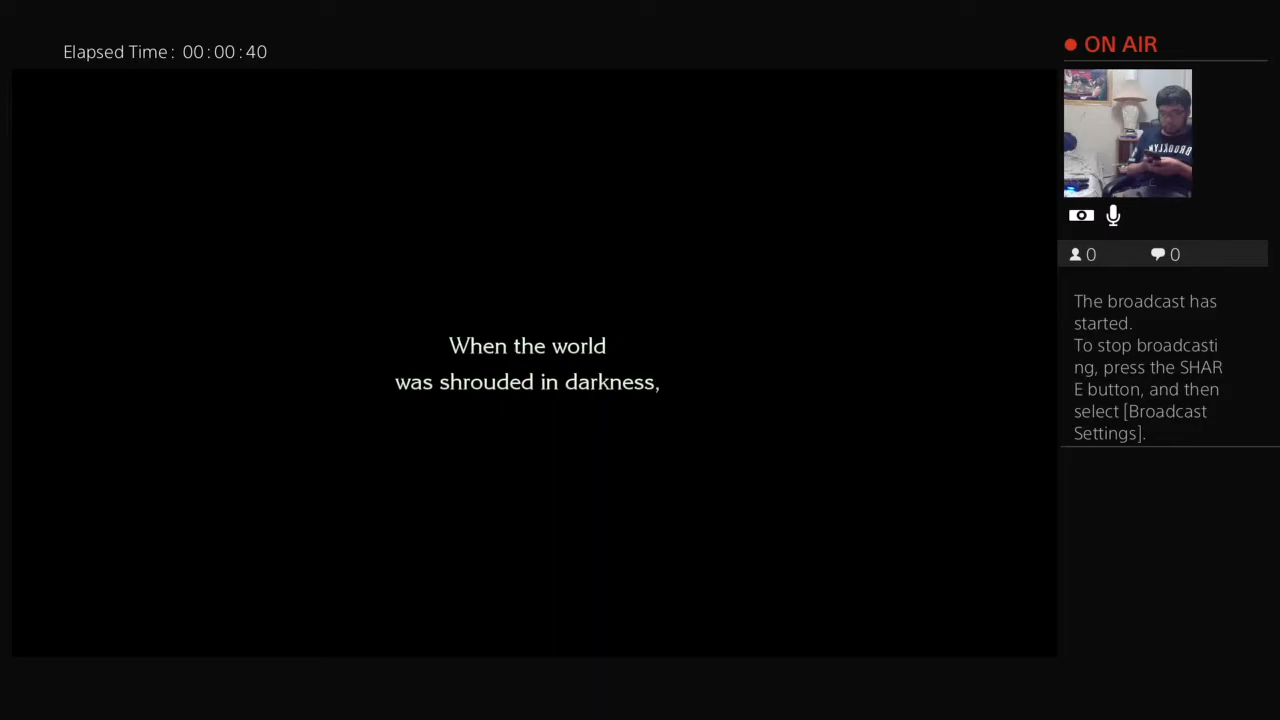 Elapsed Time: 00:00:40
ON AIR
BROOKLYN
0 0
When the world
was shrouded in darkness,
The broadcast has
started.
To stop broadcasti
ng, press the SHAR
E button, and then
select [Broadcast
Settings].